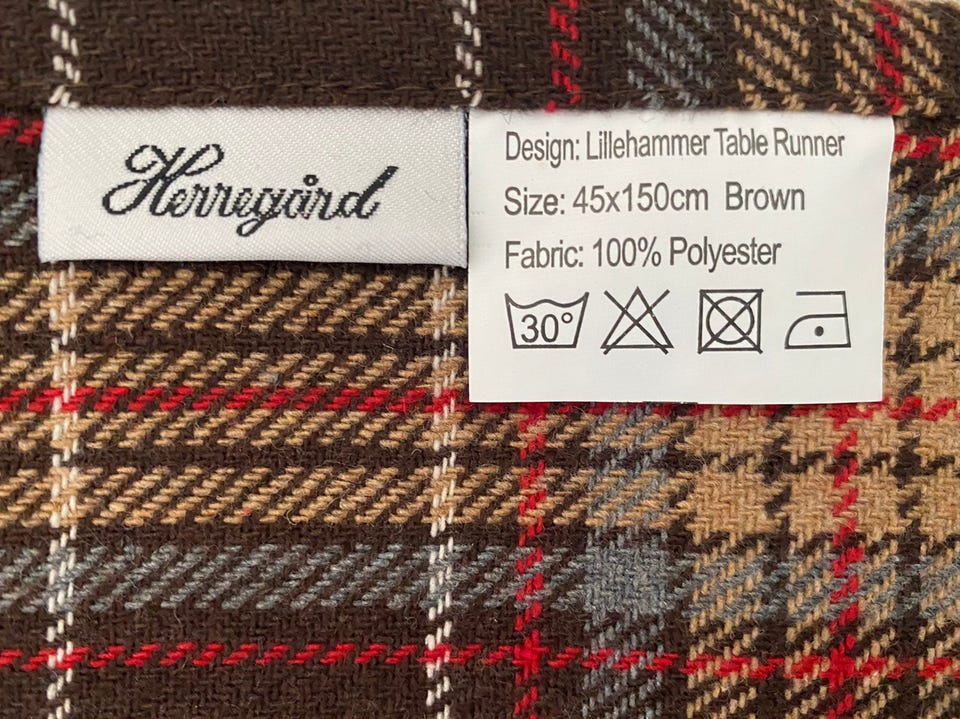 Herregård
Design: Lillehammer Table Runner
Size: 45x150cm Brown
Fabric: 100% Polyester
30°